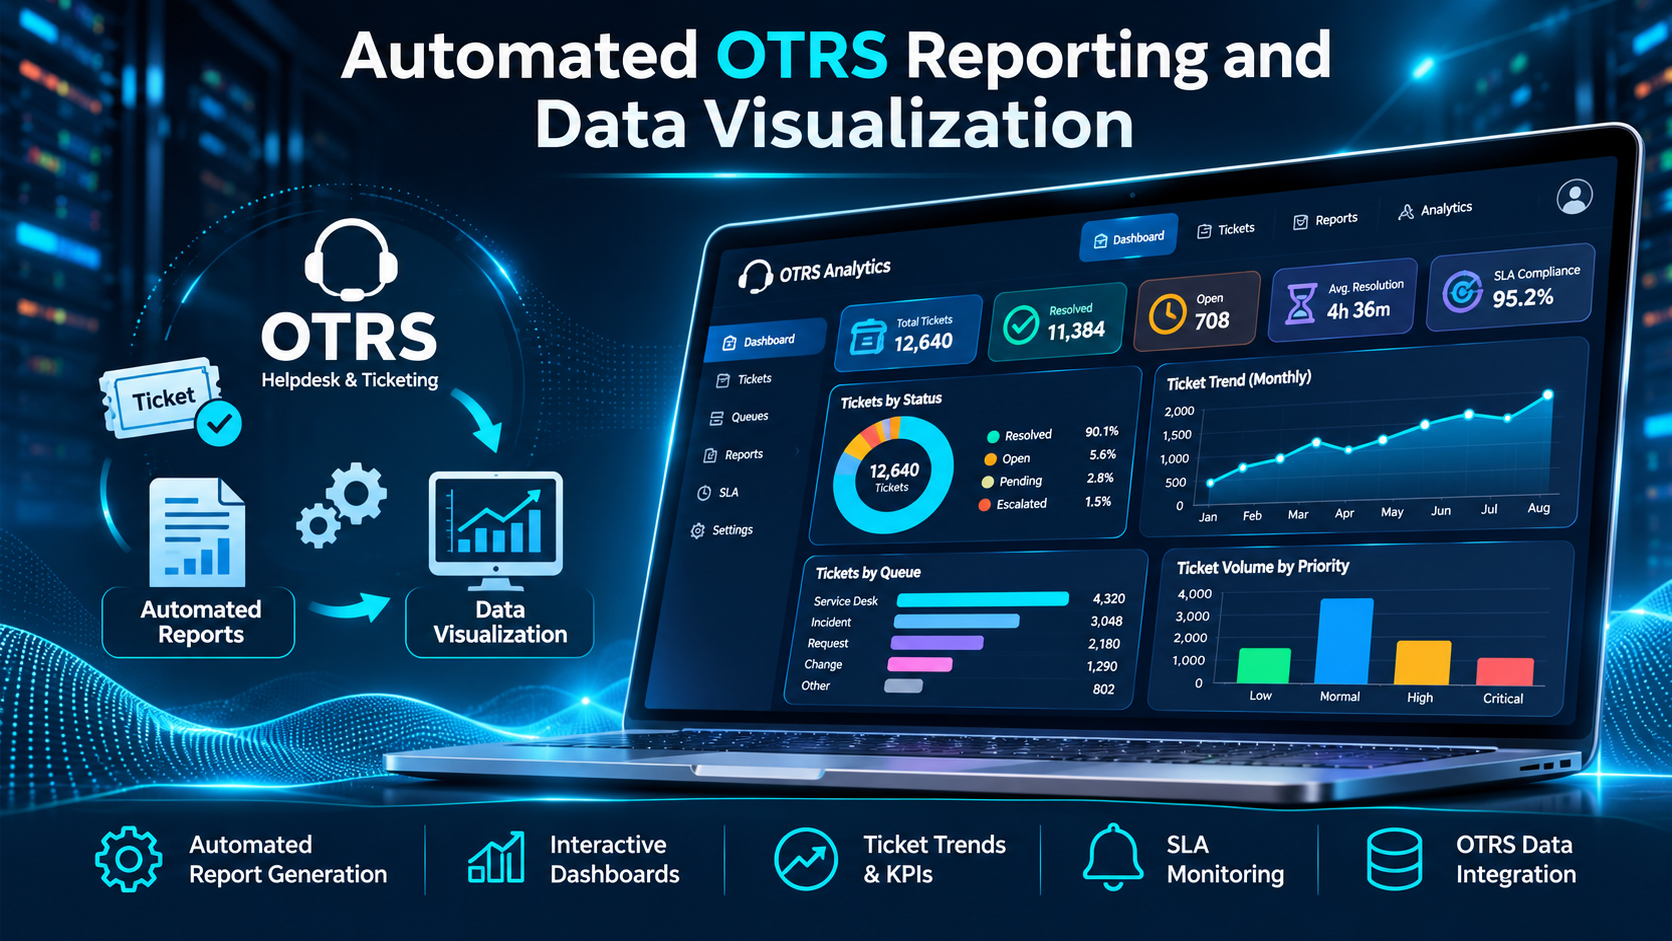 Automated OTRS Reporting and
Data Visualization
OTRS
Helpdesk & Ticketing
Ticket
Automated
Reports
Data
Visualization
OTRS Analytics
Dashboard
Tickets
Reports
Analytics
Dashboard
Tickets
Queues
Reports
SLA
Settings
Total Tickets
12,640
Resolved
11,384
Open
708
Avg. Resolution
4h 36m
SLA Compliance
95.2%
Tickets by Status
12,640
Tickets
Resolved 90.1%
Open 5.6%
Pending 2.8%
Escalated 1.5%
Ticket Trend (Monthly)
2,000
1,500
1,000
500
0
Jan Feb Mar Apr May Jun Jul Aug
Tickets by Queue
Service Desk 4,320
Incident 3,048
Request 2,180
Change 1,290
Other 802
Ticket Volume by Priority
4,000
3,000
2,000
1,000
0
Low Mormal High Critical
Automated
Report Generation
Interactive
Dashboards
Ticket Trends
& KPIs
SLA
Monitoring
OTRS Data
Integration